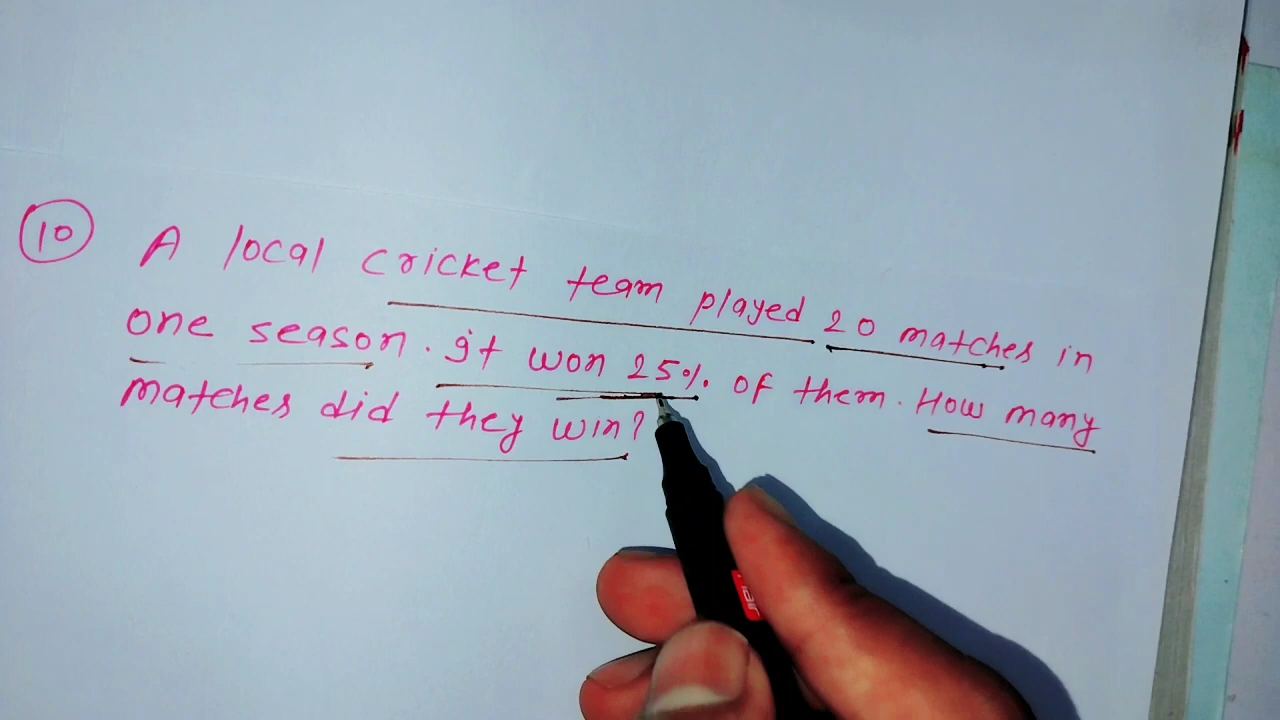 10 A local cricket team played 20 matches in
one season. It won 25% of them. How many
matches did they win?